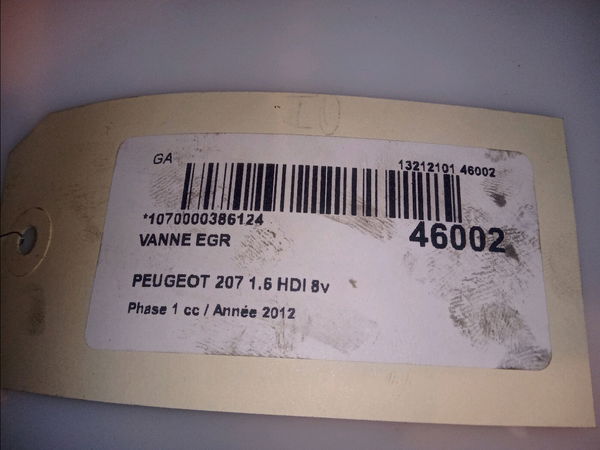 GA
13212101 46002
*1070000386124
46002
VANNE EGR
PEUGEOT 207 1.6 HDI 8v
Phase 1 cc / Année 2012